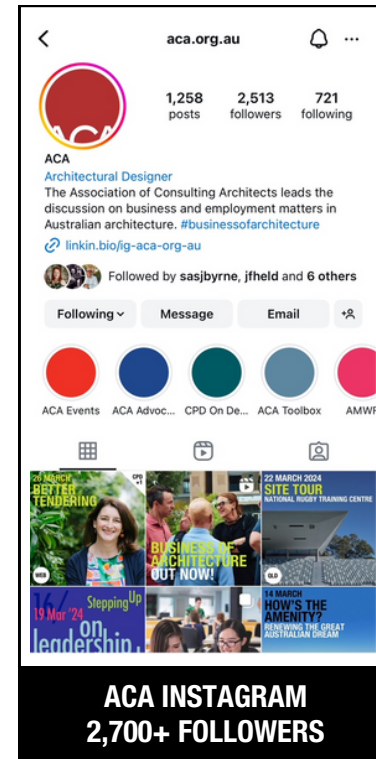 aca.org.au
ACA
1,258 2,513 721
posts followers following
ACA
Architectural Designer
The Association of Consulting Architects leads the
discussion on business and employment matters in
Australian architecture. #businessofarchitecture
linkin.bio/ig-aca-org-au
Followed by sasjbyrne, jfheld and 6 others
Following Message Email
ACA Events ACA Advoc... CPD On De... ACA Toolbox AMWF
26 MARCH
BETTER
TENDERING
CPD
WEB
BUSINESS OF
ARCHITECTURE
OUT NOW!
22 MARCH 2024
SITE TOUR
NATIONAL RUGBY TRAINING CENTRE
QLD
16/
19 Mar '24
SteppingUp
on
leadership
14 MARCH
HOW'S THE
AMENITY?
RENEWING THE GREAT
AUSTRALIAN DREAM
ACA INSTAGRAM
2,700+ FOLLOWERS